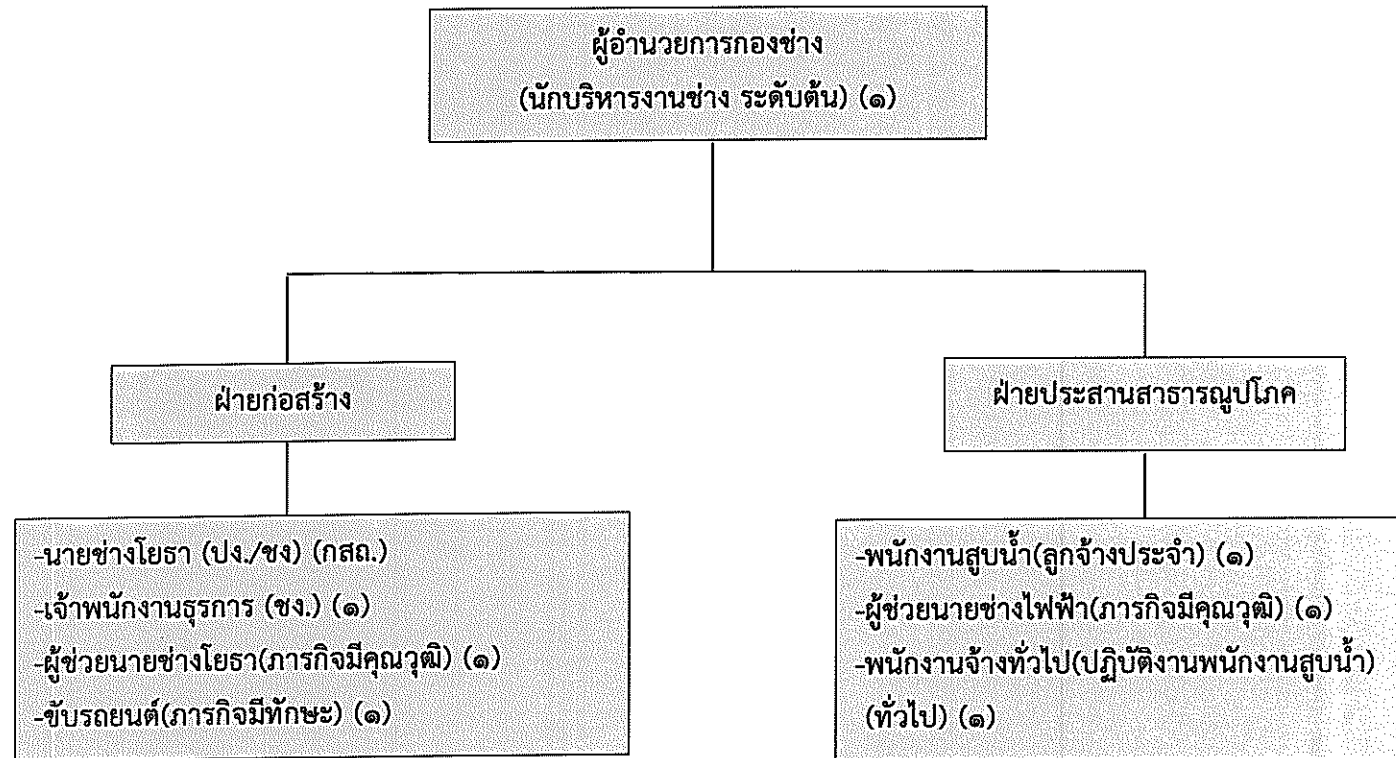 ผู้อำนวยการกองช่าง
(นักบริหารงานช่าง ระดับต้น) (๑)
ฝ่ายก่อสร้าง
ฝ่ายประสานสาธารณูปโภค
-นายช่างโยธา (ปง./ชง) (กสถ.)
-เจ้าพนักงานธุรการ (ชง.) (๑)
-ผู้ช่วยนายช่างโยธา(ภารกิจมีคุณวุฒิ) (๑)
-ขับรถยนต์(ภารกิจมีทักษะ) (๑)
-พนักงานสูบน้ำ(ลูกจ้างประจำ) (๑)
-ผู้ช่วยนายช่างไฟฟ้า(ภารกิจมีคุณวุฒิ) (๑)
-พนักงานจ้างทั่วไป(ปฏิบัติงานพนักงานสูบน้ำ)
(ทั่วไป) (๑)